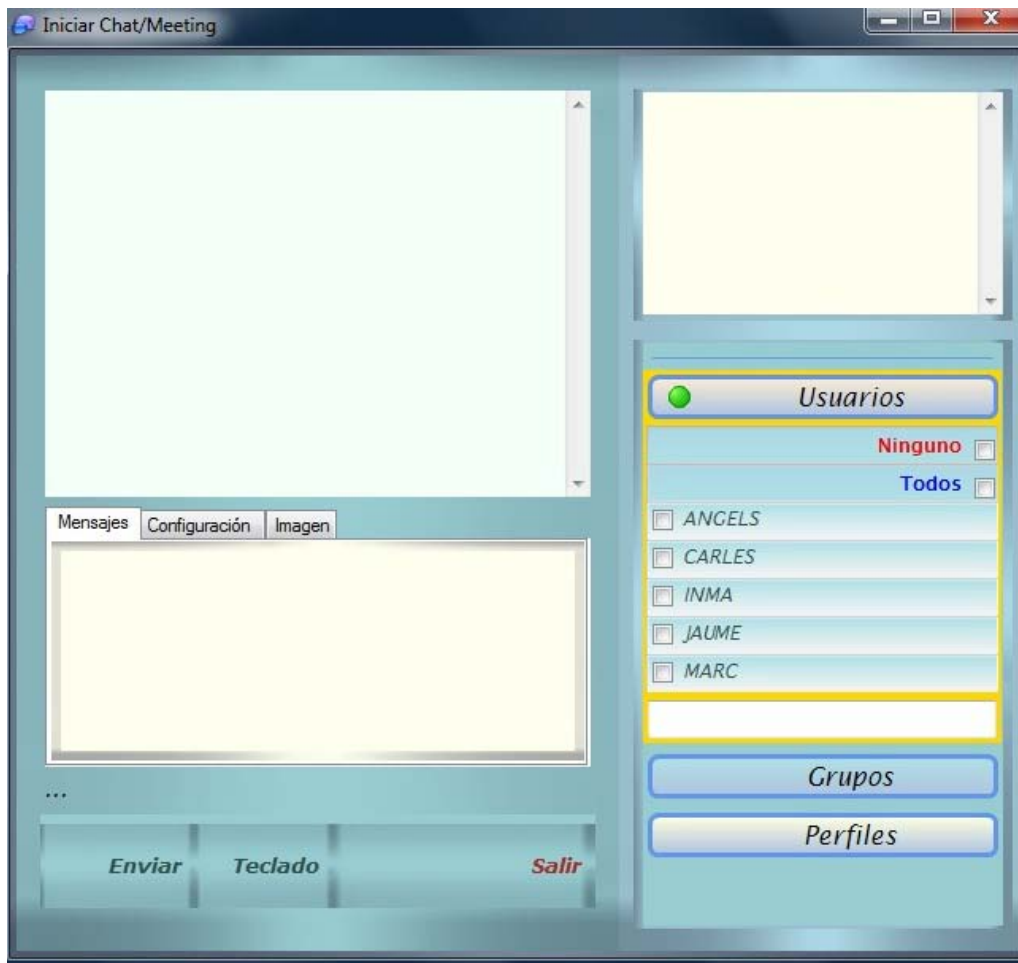 Iniciar Chat/Meeting
Mensajes Configuración Imagen
...
Enviar Teclado Salir
Usuarios
Ninguno
Todos
ANGELS
CARLES
INMA
JAUME
MARC
Grupos
Perfiles